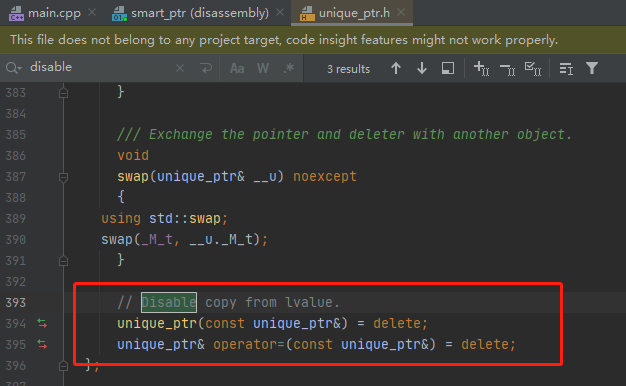 main.cpp smart_ptr (disassembly) unique_ptr.h
This file does not belong to any project target, code insight features might not work properly.
disable Aa W .* 3 results
383 }
384
385 /// Exchange the pointer and deleter with another object.
386 void
387 swap(unique_ptr& __u) noexcept
388 {
389 using std::swap;
390 swap(_M_t, __u._M_t);
391 }
392
393 // Disable copy from lvalue.
394 unique_ptr(const unique_ptr&) = delete;
395 unique_ptr& operator=(const unique_ptr&) = delete;
396 };